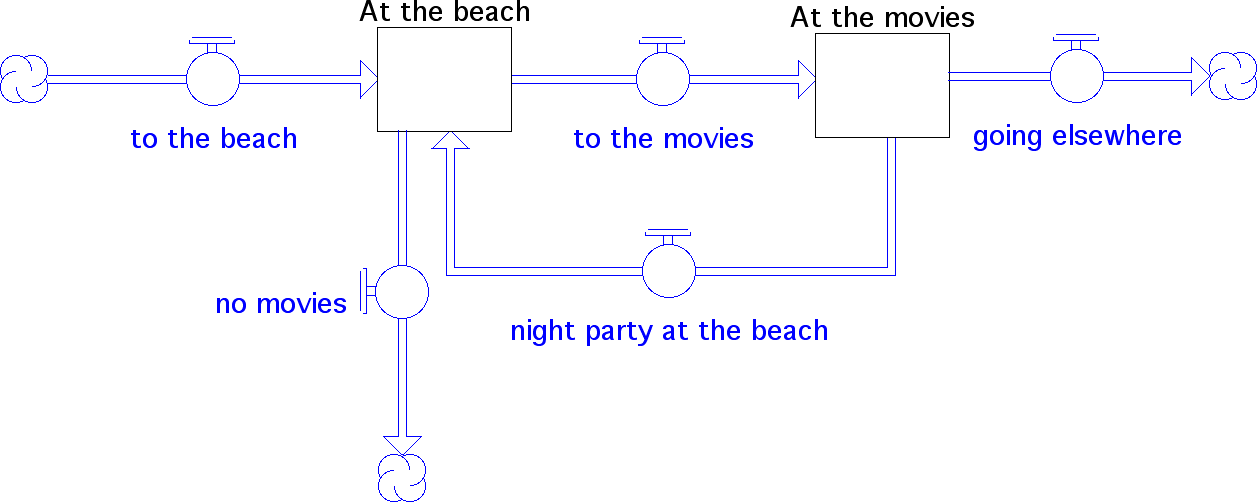 At the beach
At the movies
to the beach
to the movies
going elsewhere
no movies
night party at the beach